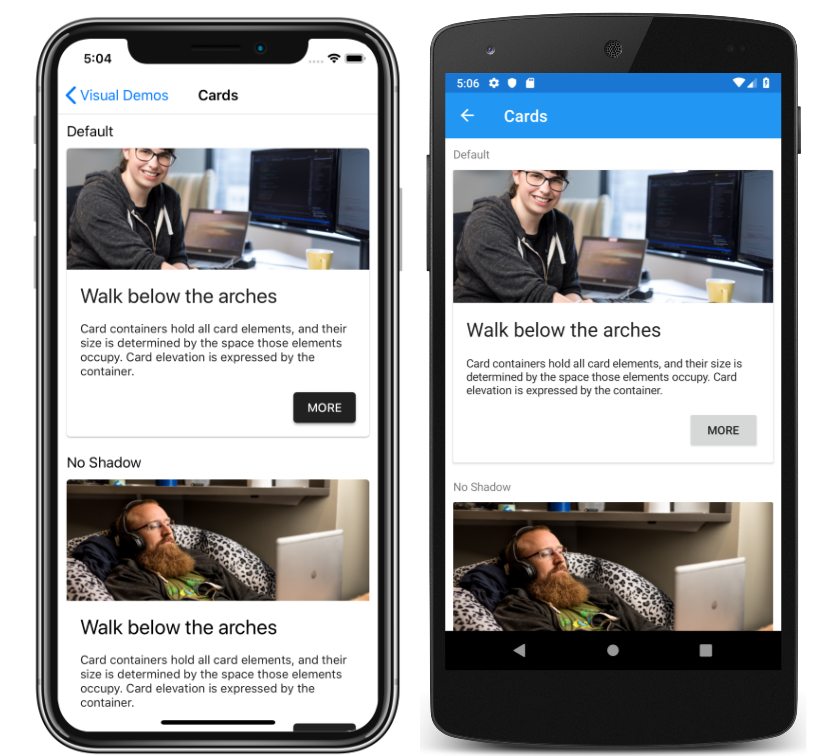 5:04
Visual Demos Cards
Default
Walk below the arches
Card containers hold all card elements, and their
size is determined by the space those elements
occupy. Card elevation is expressed by the
container.
MORE
No Shadow
Walk below the arches
Card containers hold all card elements, and their
size is determined by the space those elements
occupy. Card elevation is expressed by the
container.
5:06
Cards
Default
Walk below the arches
Card containers hold all card elements, and their size is
determined by the space those elements occupy. Card
elevation is expressed by the container.
MORE
No Shadow